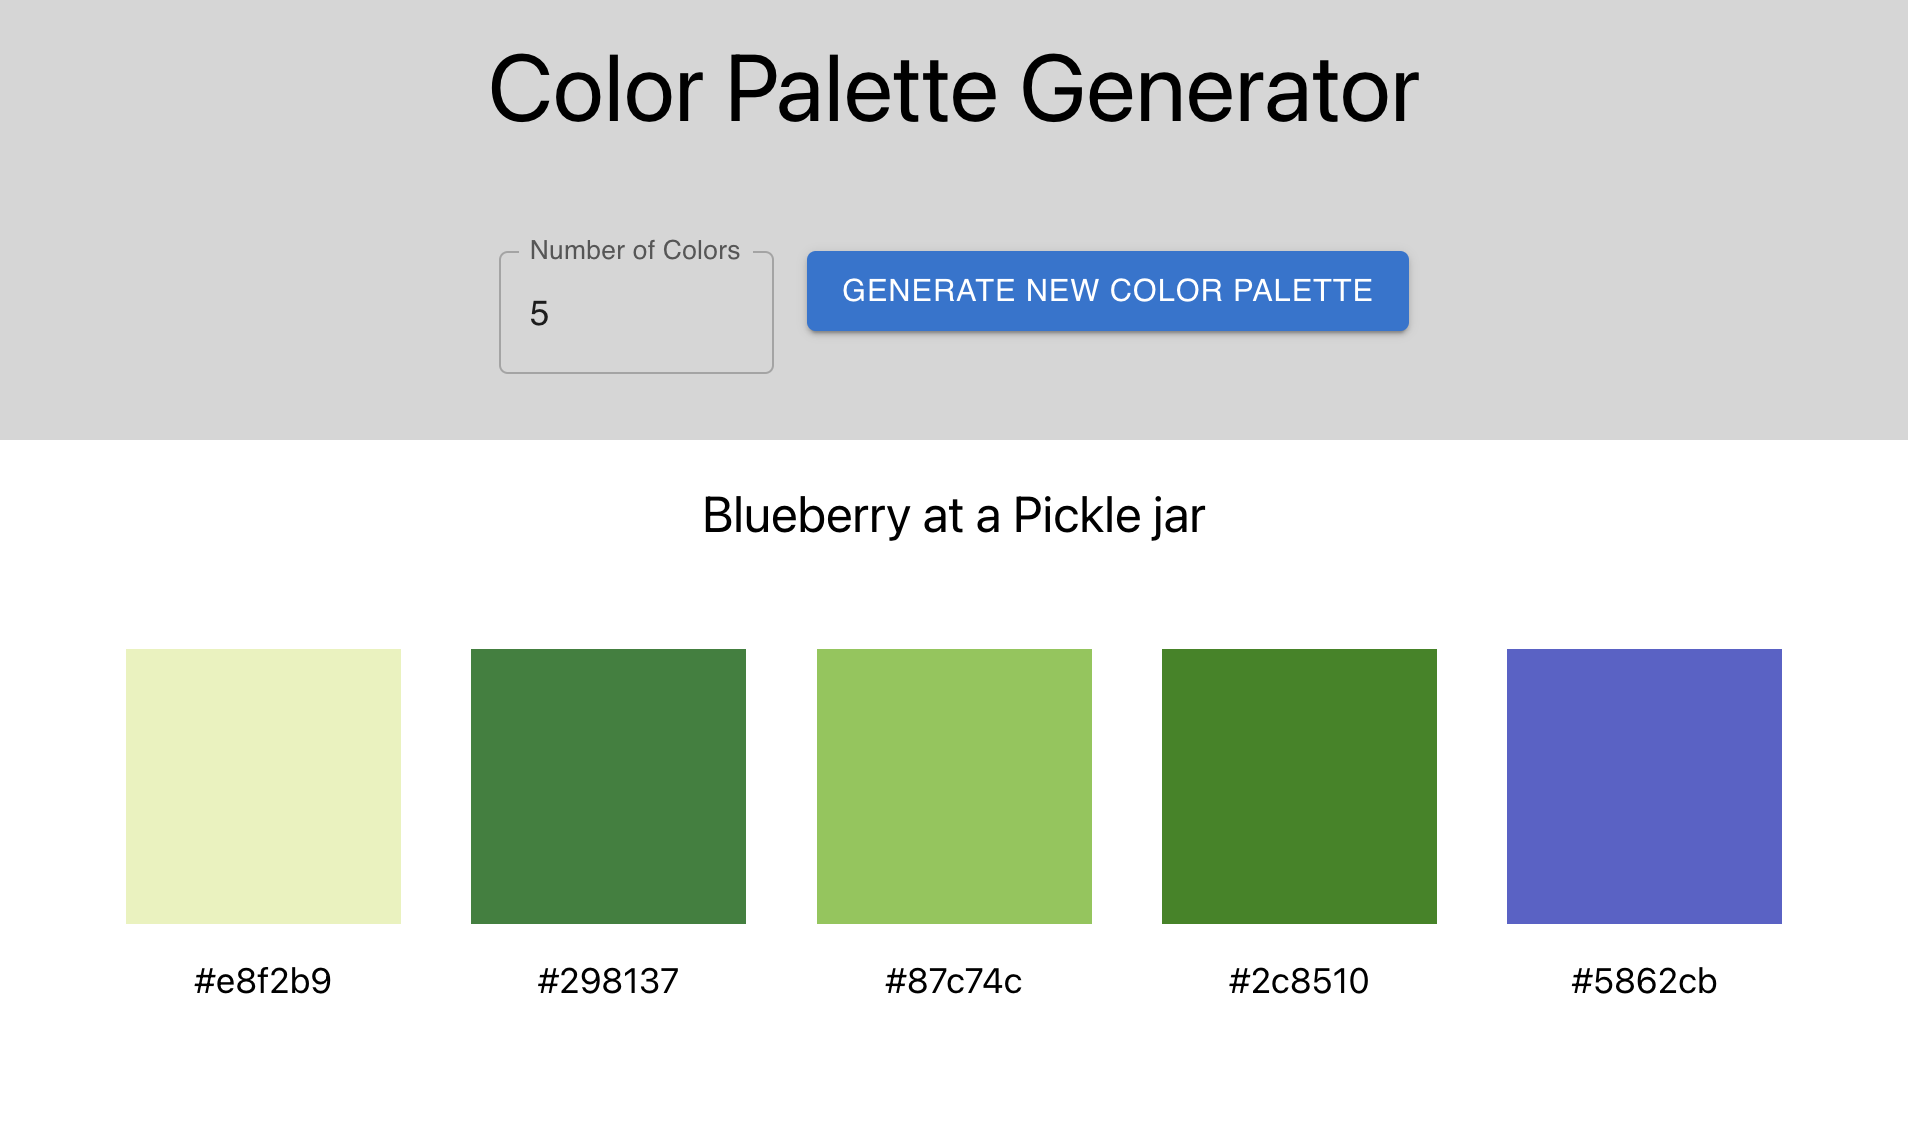 Color Palette Generator
Number of Colors
5
GENERATE NEW COLOR PALETTE
Blueberry at a Pickle jar
#e8f2b9
#298137
#87c74c
#2c8510
#5862cb